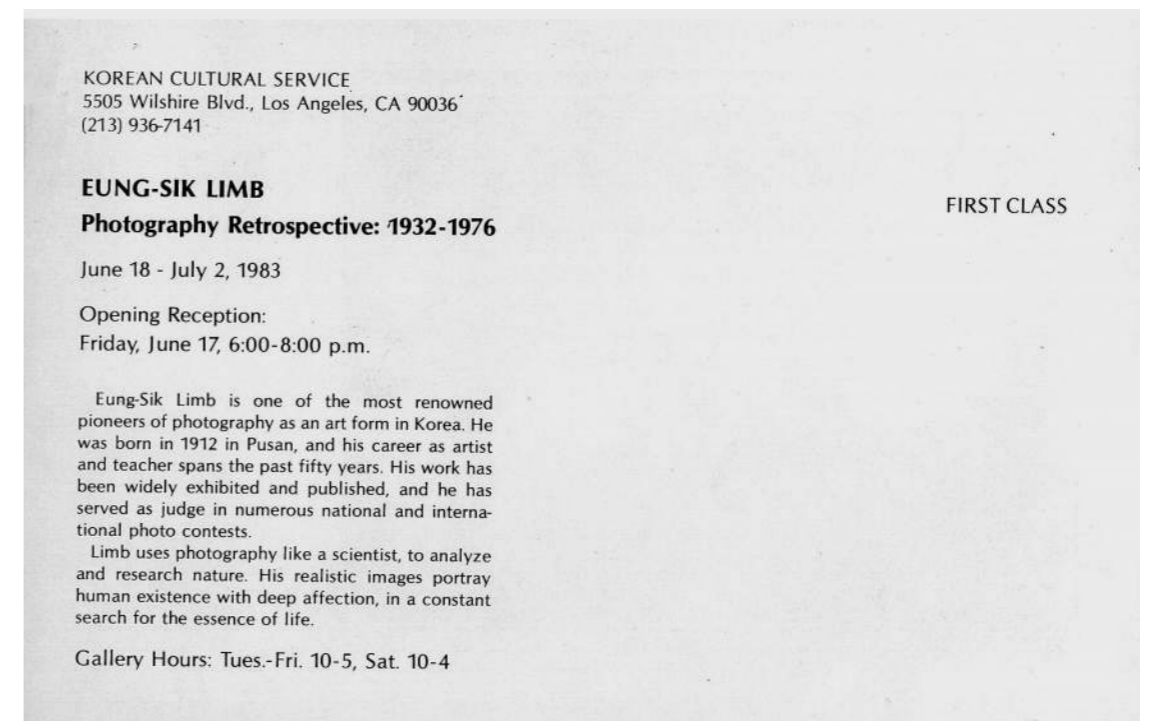 KOREAN CULTURAL SERVICE
5505 Wilshire Blvd., Los Angeles, CA 90036
(213) 936-7141
EUNG-SIK LIMB
Photography Retrospective: 1932-1976
FIRST CLASS
June 18 - July 2, 1983
Opening Reception:
Friday, June 17, 6:00-8:00 p.m.
Eung-Sik Limb is one of the most renowned
pioneers of photography as an art form in Korea. He
was born in 1912 in Pusan, and his career as artist
and teacher spans the past fifty years. His work has
been widely exhibited and published, and he has
served as judge in numerous national and interna-
tional photo contests.
Limb uses photography like a scientist, to analyze
and research nature. His realistic images portray
human existence with deep affection, in a constant
search for the essence of life.
Gallery Hours: Tues.-Fri. 10-5, Sat. 10-4